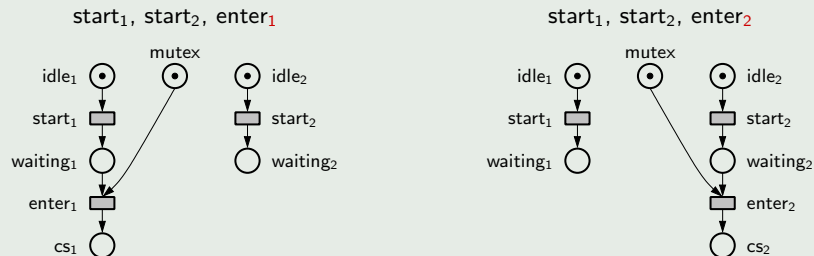 start₁, start₂, enter₁
mutex
idle₁
idle₂
start₁
start₂
waiting₁
waiting₂
enter₁
cs₁
start₁, start₂, enter₂
mutex
idle₁
idle₂
start₁
start₂
waiting₁
waiting₂
enter₂
cs₂